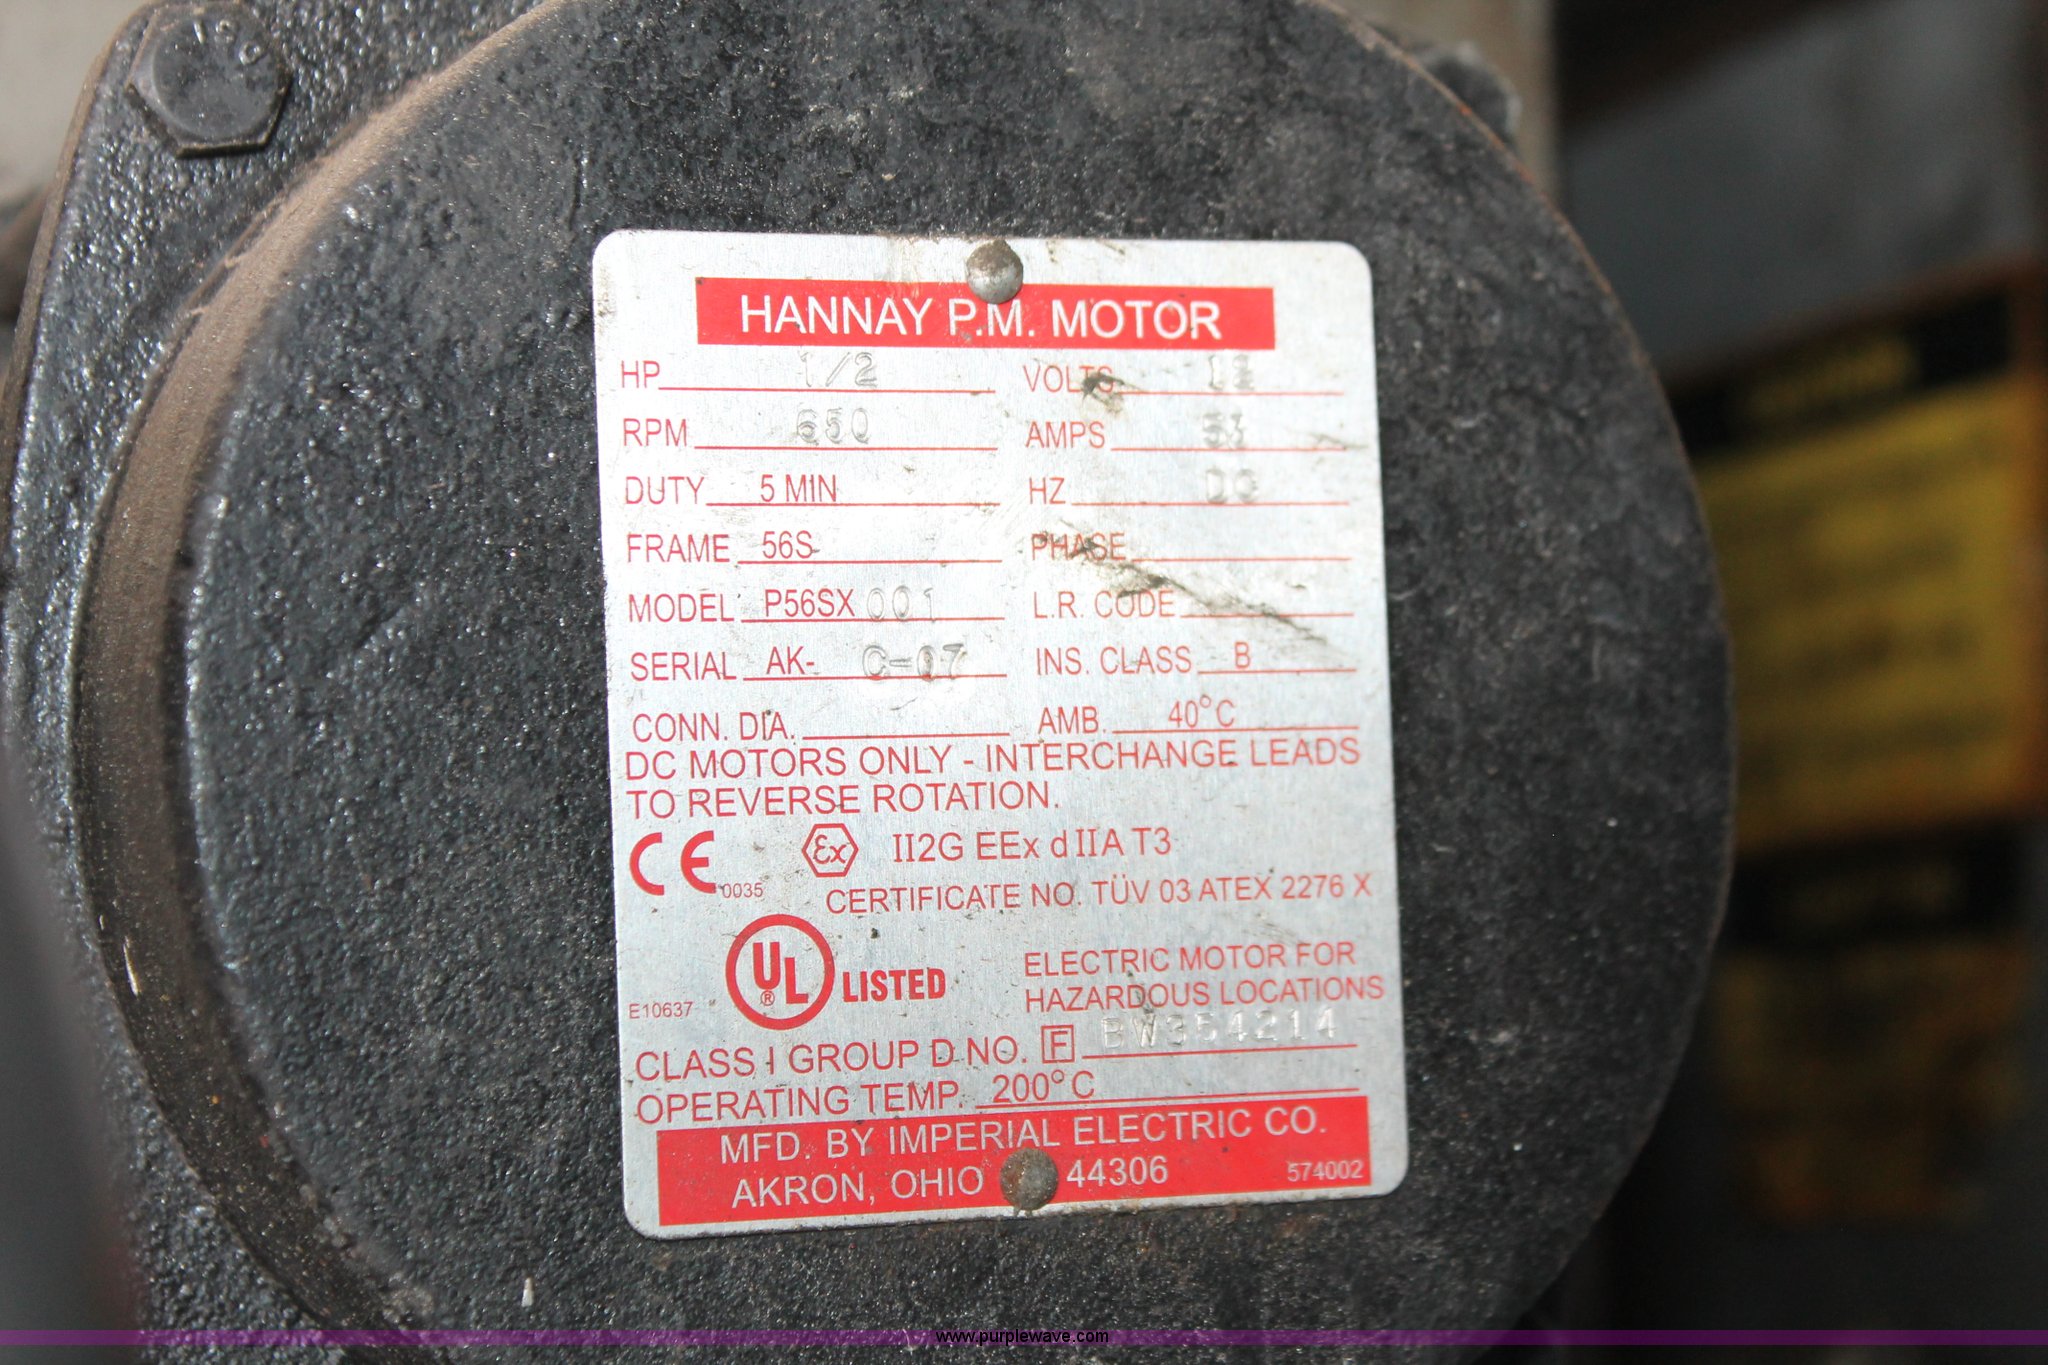 HANNAY P.M. MOTOR
HP 1/2 VOLTS 12
RPM 650 AMPS 53
DUTY 5 MIN HZ DC
FRAME 56S PHASE
MODEL P56SX 001 L.R. CODE
SERIAL AK- C-07 INS. CLASS B
CONN. DIA. AMB. 40°C
DC MOTORS ONLY - INTERCHANGE LEADS
TO REVERSE ROTATION.
CE 0035 Ex II2G EEx d IIA T3
CERTIFICATE NO. TÜV 03 ATEX 2276 X
E10637 UL ® LISTED
ELECTRIC MOTOR FOR
HAZARDOUS LOCATIONS
CLASS I GROUP D NO. F BW354214
OPERATING TEMP. 200°C
MFD. BY IMPERIAL ELECTRIC CO.
AKRON, OHIO 44306 574002
www.purplewave.com